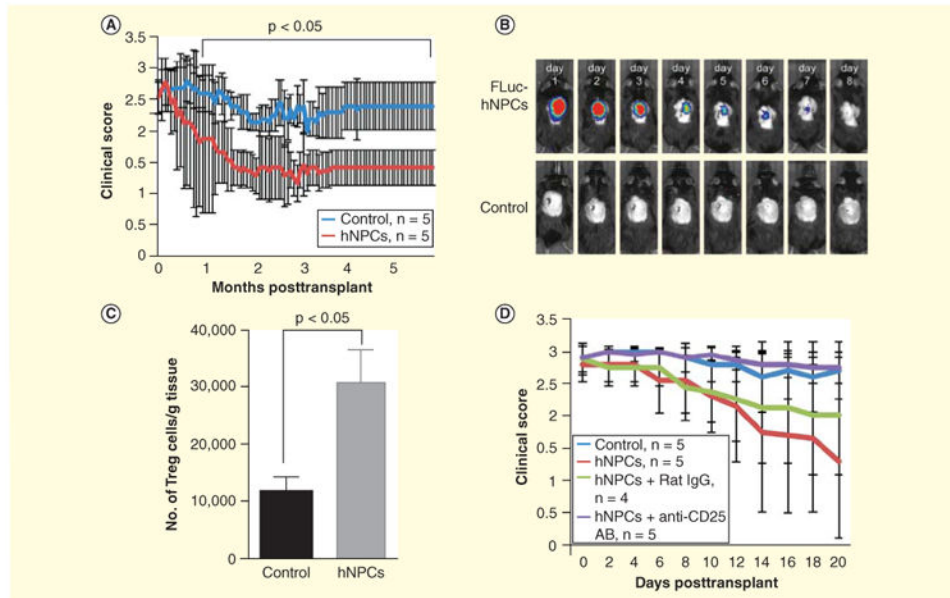 A
p < 0.05
3.5
3
2.5
2
0.5
1
0.5
0
Clinical score
Control, n = 5
hNPCs, n = 5
0 1 2 3 4 5
Months posttransplant
B
FLuc-
hNPCs
day day day day day day day day
1 2 3 4 5 6 7 8
Control
C
p < 0.05
40,000
30,000
20,000
10,000
0
No. of Treg cells/g tissue
Control hNPCs
D
3.5
3
2.5
2
0.5
1
0.5
0
Clinical score
Control, n = 5
hNPCs, n = 5
hNPCs + Rat IgG,
n = 4
hNPCs + anti-CD25
AB, n = 5
0 2 4 6 8 10 12 14 16 18 20
Days posttransplant